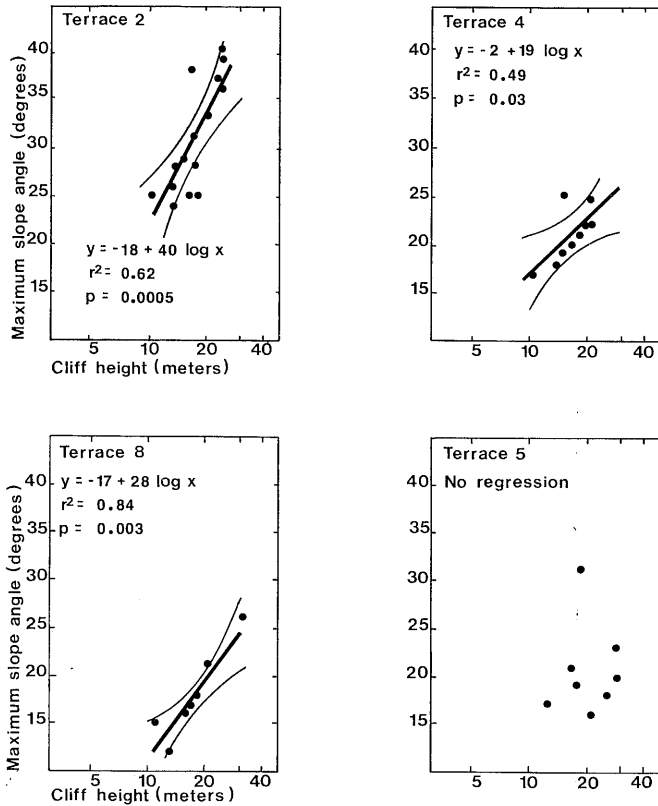 Terrace 2
40
35
30
25
20
15
Maximum slope angle (degrees)
y = -18 + 40 log x
r² = 0.62
p = 0.0005
5 10 20 40
Cliff height (meters)
Terrace 4
40
35
30
25
20
15
y = -2 + 19 log x
r² = 0.49
p = 0.03
5 10 20 40
Terrace 8
40
35
30
25
20
15
Maximum slope angle (degrees)
y = -17 + 28 log x
r² = 0.84
p = 0.003
5 10 20 40
Cliff height (meters)
Terrace 5
No regression
40
35
30
25
20
15
5 10 20 40